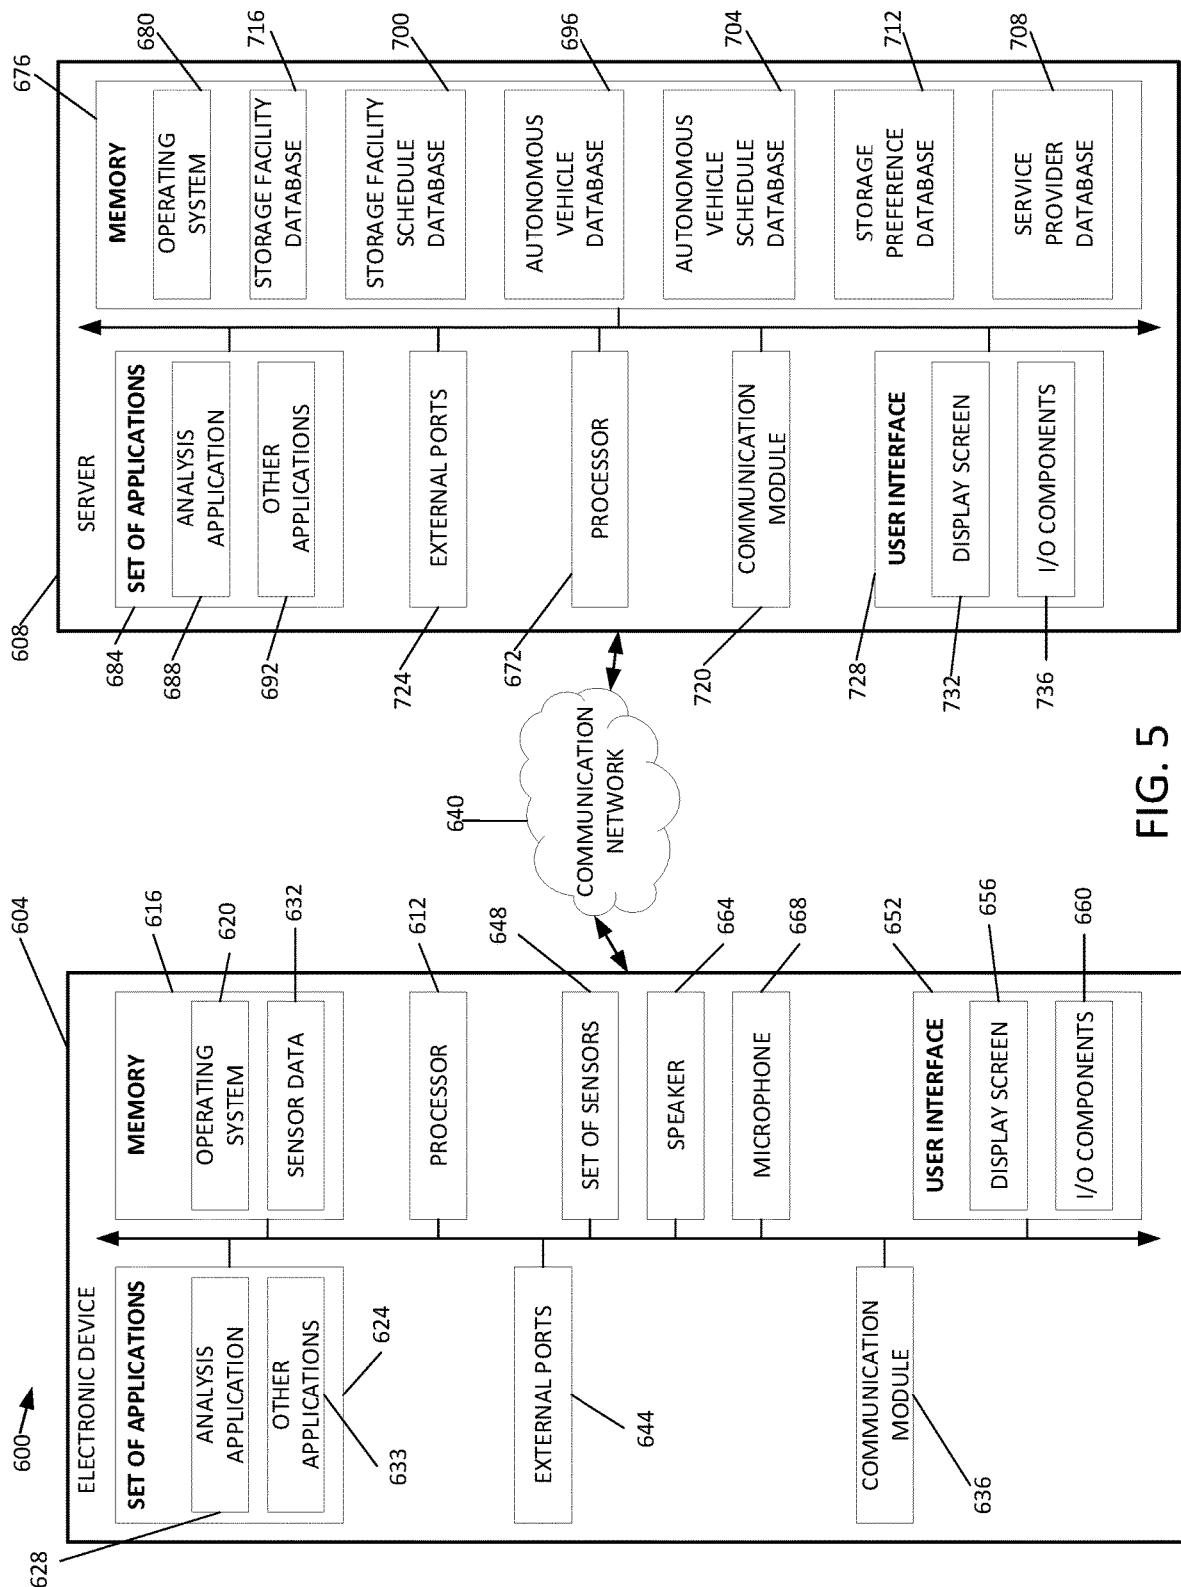 600
604
ELECTRONIC DEVICE
SET OF APPLICATIONS
ANALYSIS
APPLICATION
OTHER
APPLICATIONS
628
633
624
EXTERNAL PORTS
644
COMMUNICATION
MODULE
636
MEMORY
OPERATING
SYSTEM
SENSOR DATA
616
620
632
PROCESSOR
612
SET OF SENSORS
648
SPEAKER
664
MICROPHONE
668
USER INTERFACE
DISPLAY SCREEN
I/O COMPONENTS
652
656
660
640
COMMUNICATION
NETWORK
608
SERVER
684
SET OF APPLICATIONS
688
ANALYSIS
APPLICATION
692
OTHER
APPLICATIONS
724
EXTERNAL PORTS
672
PROCESSOR
720
COMMUNICATION
MODULE
728
USER INTERFACE
732
DISPLAY SCREEN
736
I/O COMPONENTS
676
MEMORY
OPERATING
SYSTEM
680
STORAGE FACILITY
DATABASE
716
STORAGE FACILITY
SCHEDULE
DATABASE
700
AUTONOMOUS
VEHICLE
DATABASE
696
AUTONOMOUS
VEHICLE
SCHEDULE
DATABASE
704
STORAGE
PREFERENCE
DATABASE
712
SERVICE
PROVIDER
DATABASE
708
FIG. 5